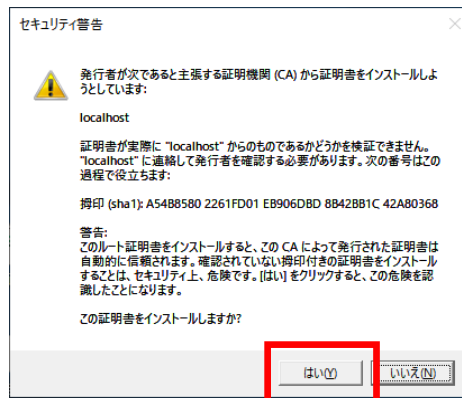 セキュリティ警告
発行者が次であると主張する証明機関 (CA) から証明書をインストールしよ
うとしています:
localhost
証明書が実際に "localhost" からのものであるかどうかを検証できません。
"localhost" に連絡して発行者を確認する必要があります。次の番号はこの
過程で役立ちます:
拇印 (sha1): A54B8580 2261FD01 EB906DBD 8B42BB1C 42A80368
警告:
このルート証明書をインストールすると、この CA によって発行された証明書は
自動的に信頼されます。確認されていない拇印付きの証明書をインストール
することは、セキュリティ上、危険です。[はい] をクリックすると、この危険を認
識したことになります。
この証明書をインストールしますか?
はい(Y) いいえ(N)